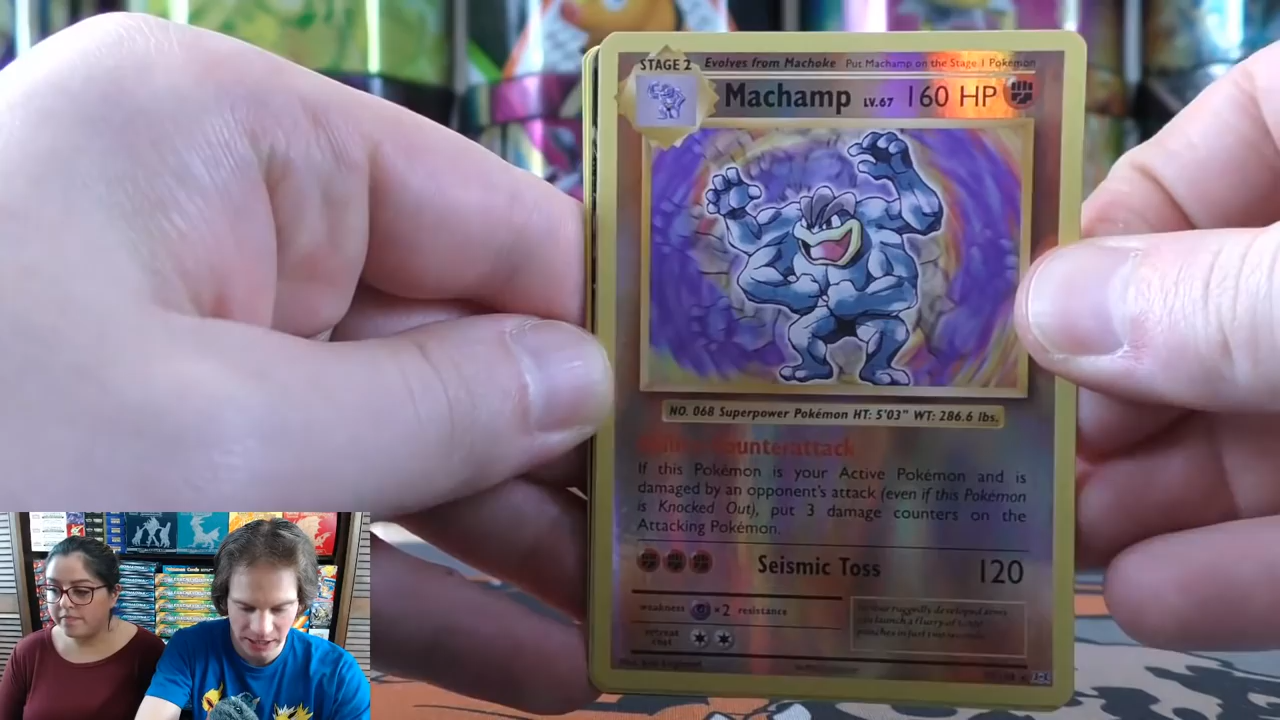 STAGE 2 Evolves from Machoke Put Machamp on the Stage 1 Pokémon
Machamp LV.67 160 HP
NO. 068 Superpower Pokémon HT: 5'03" WT: 286.6 lbs.
Counterattack
If this Pokémon is your Active Pokémon and is
damaged by an opponent's attack (even if this Pokémon
is Knocked Out), put 3 damage counters on the
Attacking Pokémon.
Seismic Toss 120
weakness ×2 resistance
retreat
cost